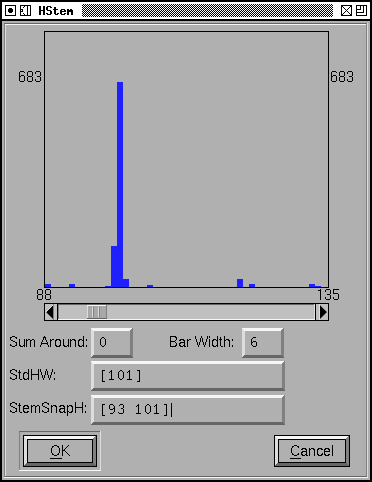 HStem
683 683
88 135
Sum Around: 0 Bar Width: 6
StdHW: [101]
StemSnapH: [93 101]
OK Cancel